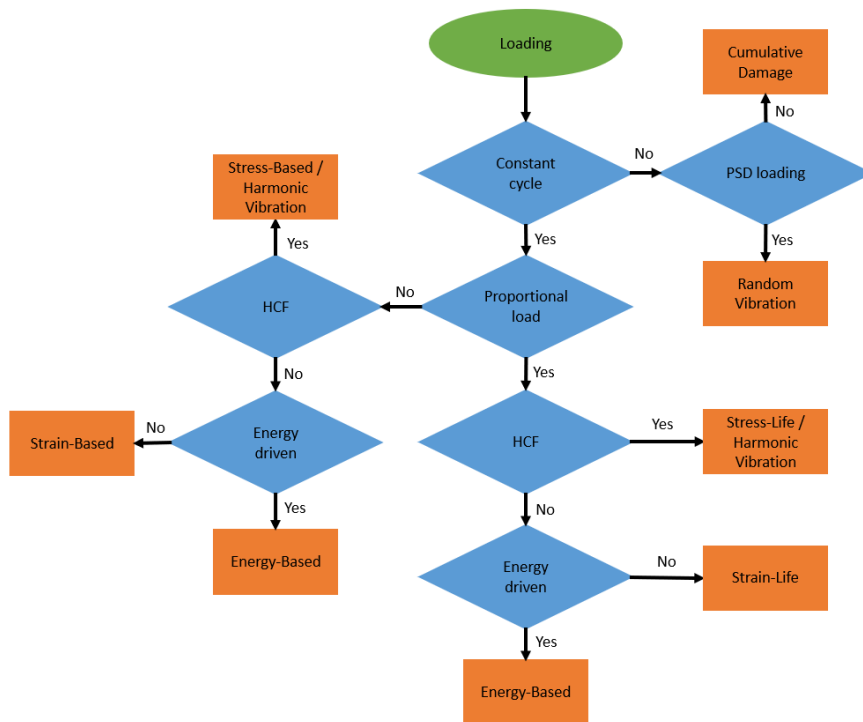 Loading
Cumulative
Damage
No
Constant
cycle
No
PSD loading
Stress-Based /
Harmonic
Vibration
Yes
Yes
Yes
HCF
No
Proportional
load
Random
Vibration
No
Yes
Strain-Based
No
Energy
driven
HCF
Yes
Stress-Life /
Harmonic
Vibration
Yes
No
Energy-Based
Energy
driven
No
Strain-Life
Yes
Energy-Based